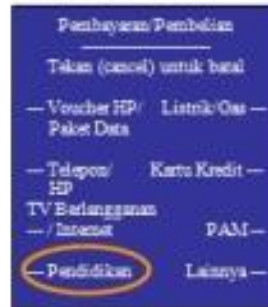 Pembayaran/Pembelian
Tekan (cancel) untuk batal
— Voucher HP/ Listrik/Gas —
Paket Data
— Telepon/ Kartu Kredit —
HP
TV Berlangganan
— / Internet PAM —
— Pendidikan Lainnya —